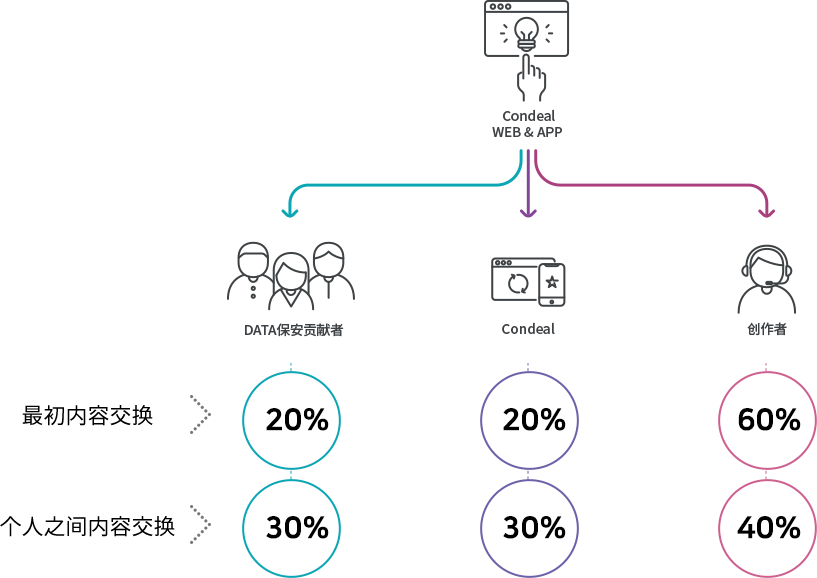 Condeal
WEB & APP
DATA保安贡献者
Condeal
创作者
最初内容交换
20%
20%
60%
个人之间内容交换
30%
30%
40%